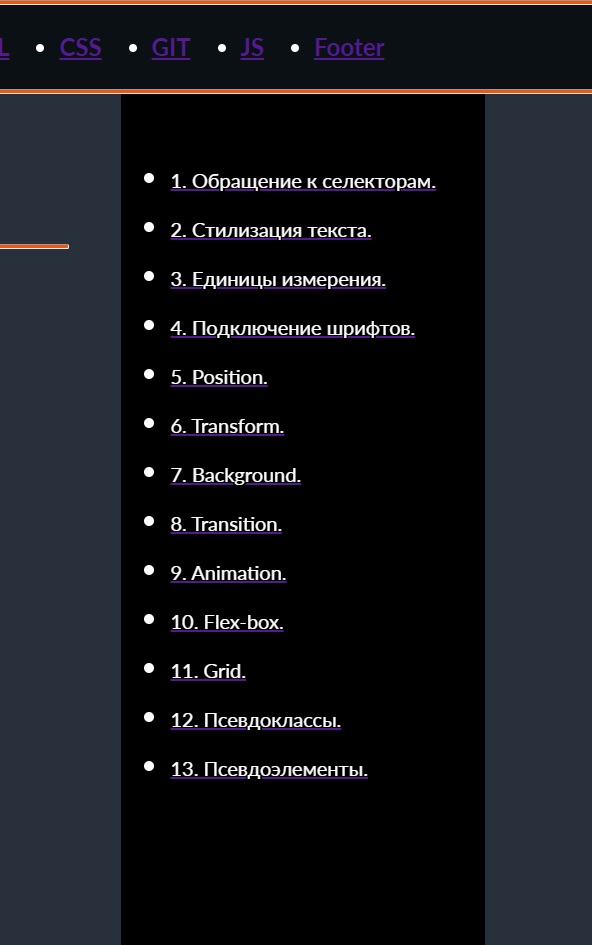 L CSS GIT JS Footer
1. Обращение к селекторам.
2. Стилизация текста.
3. Единицы измерения.
4. Подключение шрифтов.
5. Position.
6. Transform.
7. Background.
8. Transition.
9. Animation.
10. Flex-box.
11. Grid.
12. Псевдоклассы.
13. Псевдоэлементы.